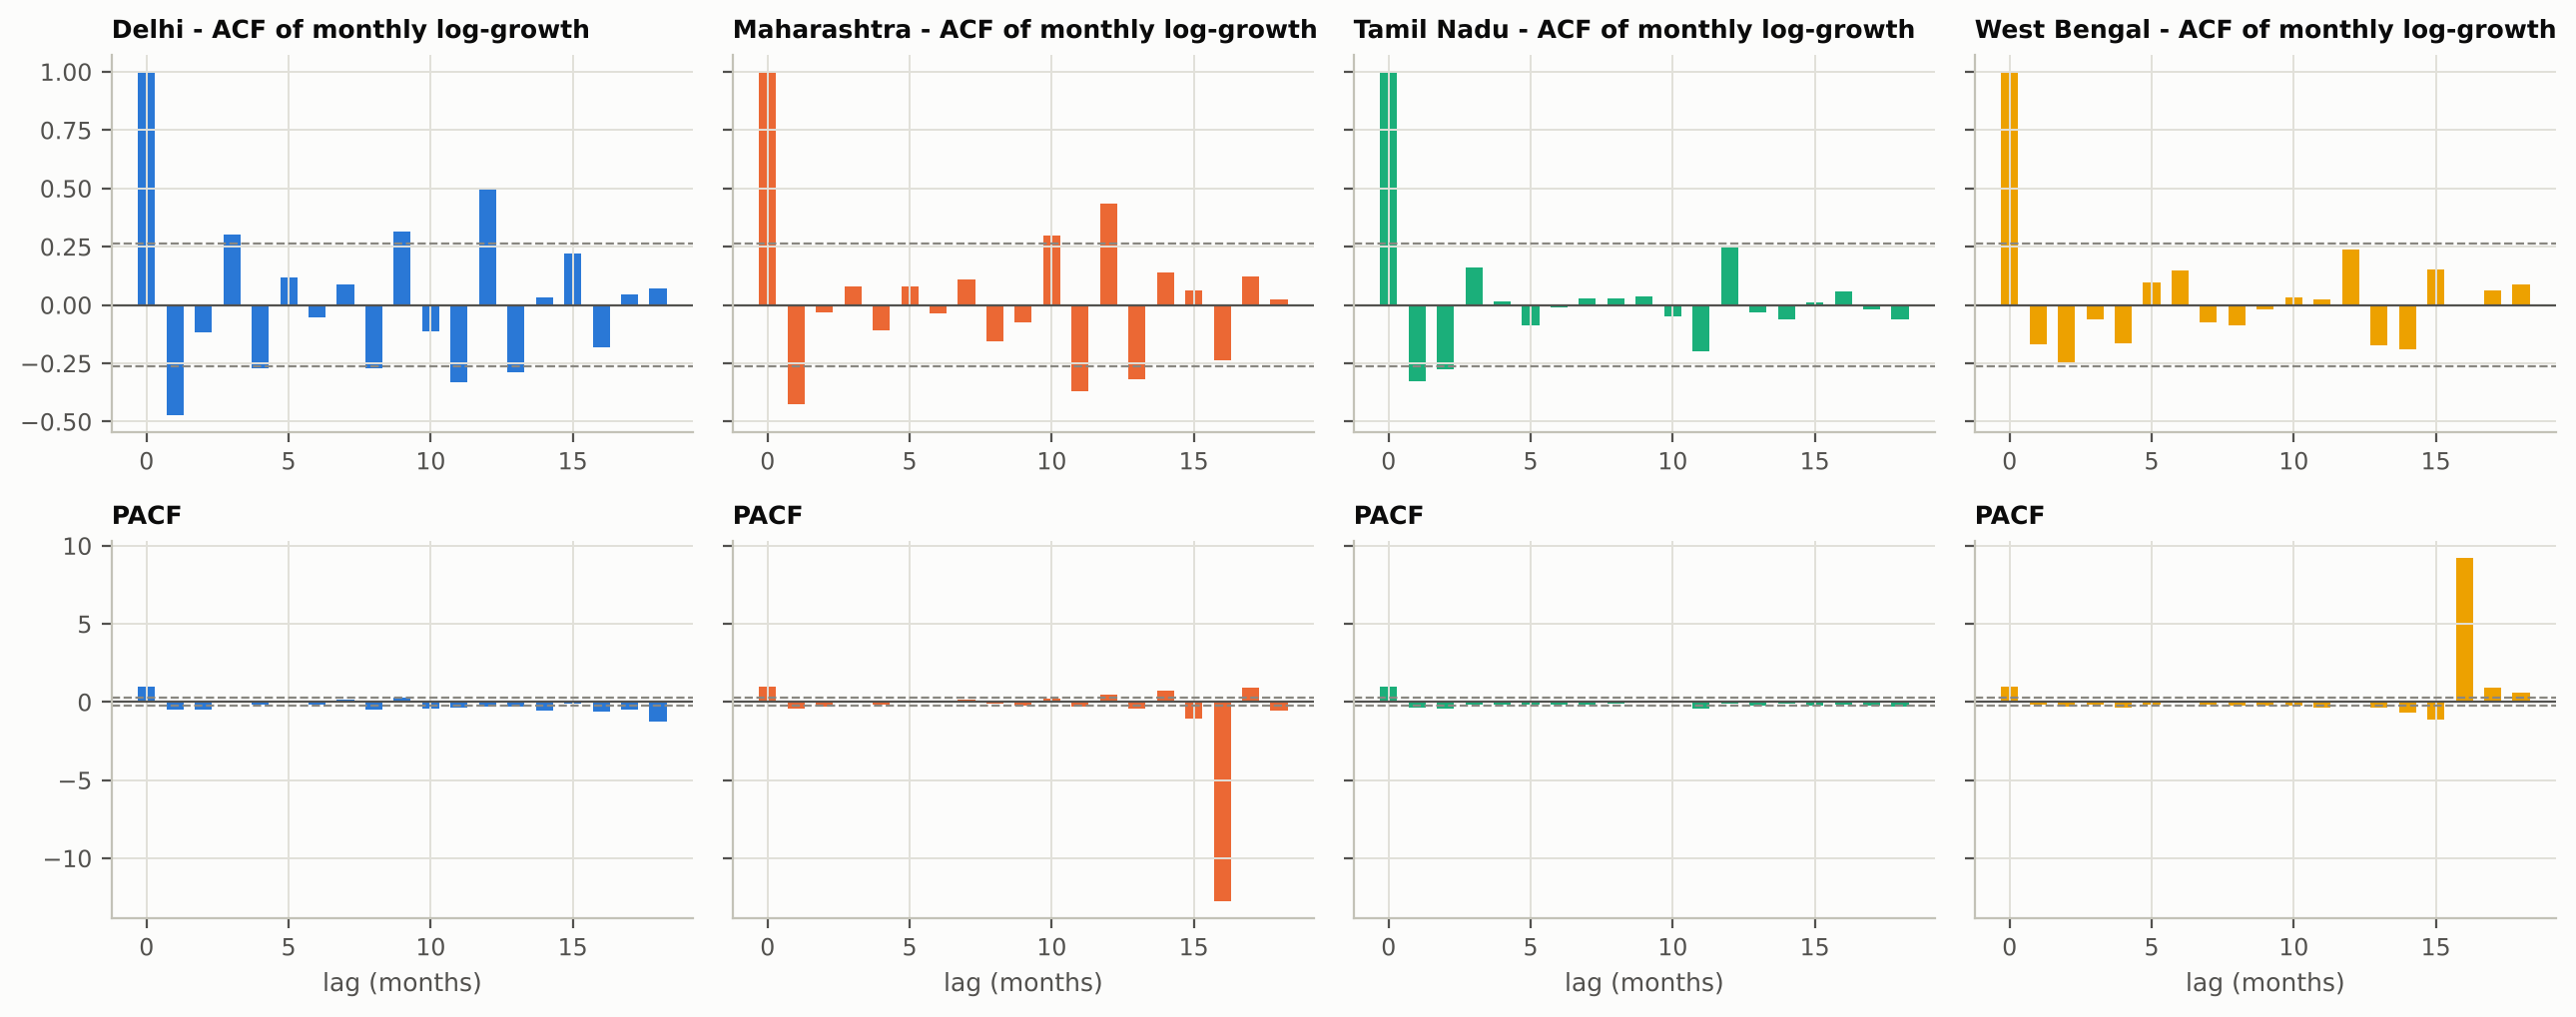 Delhi - ACF of monthly log-growth
Maharashtra - ACF of monthly log-growth
Tamil Nadu - ACF of monthly log-growth
West Bengal - ACF of monthly log-growth
1.00
0.75
0.50
0.25
0.00
−0.25
−0.50
0 5 10 15
0 5 10 15
0 5 10 15
0 5 10 15
PACF
PACF
PACF
PACF
10
5
0
−5
−10
0 5 10 15
0 5 10 15
0 5 10 15
0 5 10 15
lag (months)
lag (months)
lag (months)
lag (months)